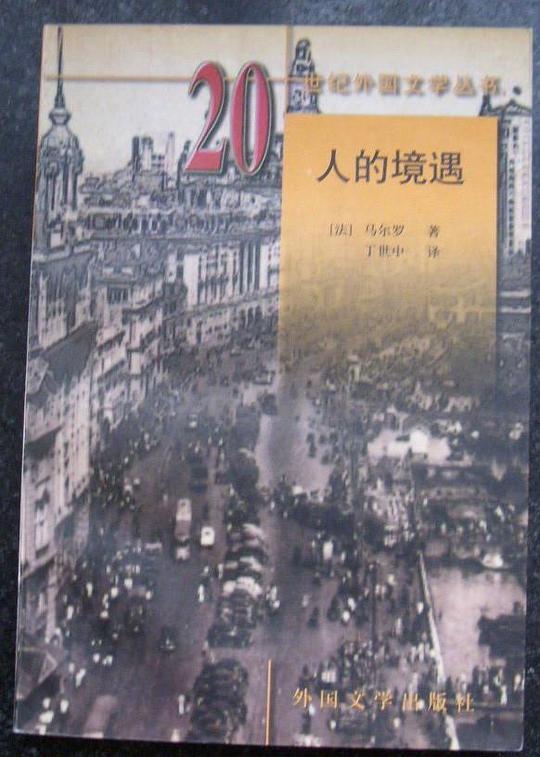 20世纪外国文学丛书
人的境遇
[法] 马尔罗 著
丁世中 译
外国文学出版社